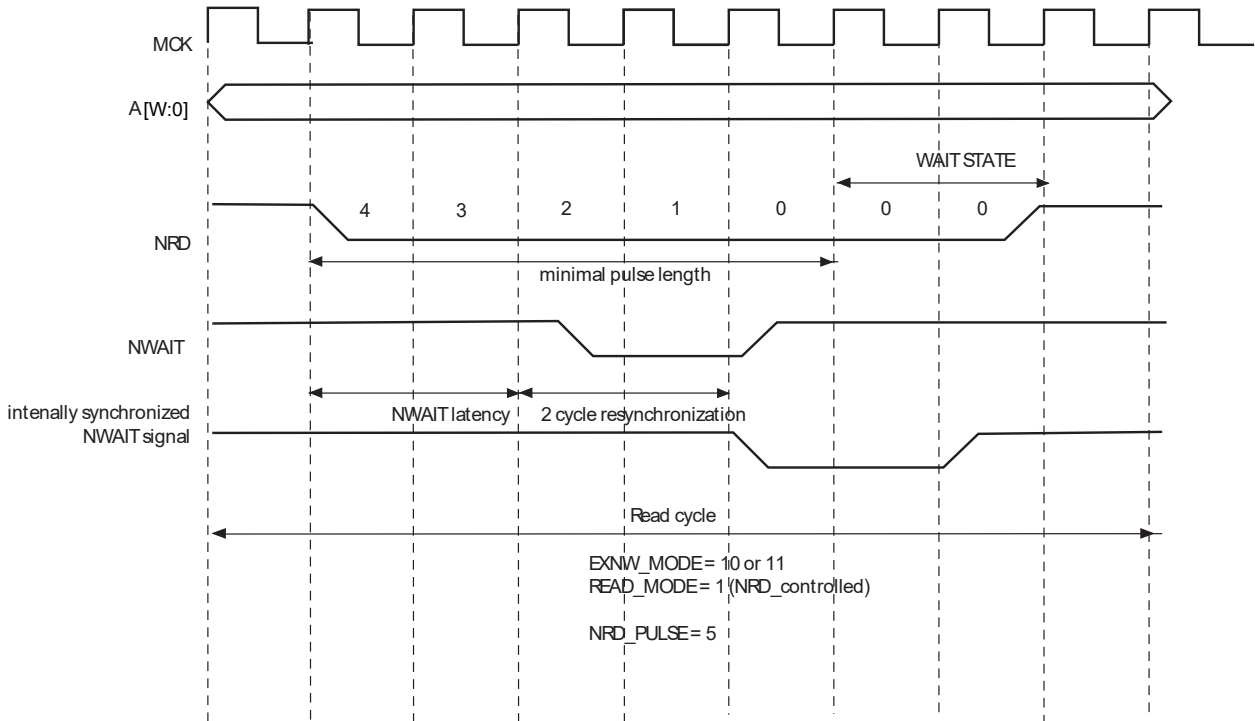 MCK
A[W:0]
WAIT STATE
4 3 2 1 0 0 0
NRD
minimal pulse length
NWAIT
intenally synchronized
NWAIT signal
NWAIT latency 2 cycle resynchronization
Read cycle
EXNW_MODE = 10 or 11
READ_MODE = 1 (NRD_controlled)
NRD_PULSE = 5